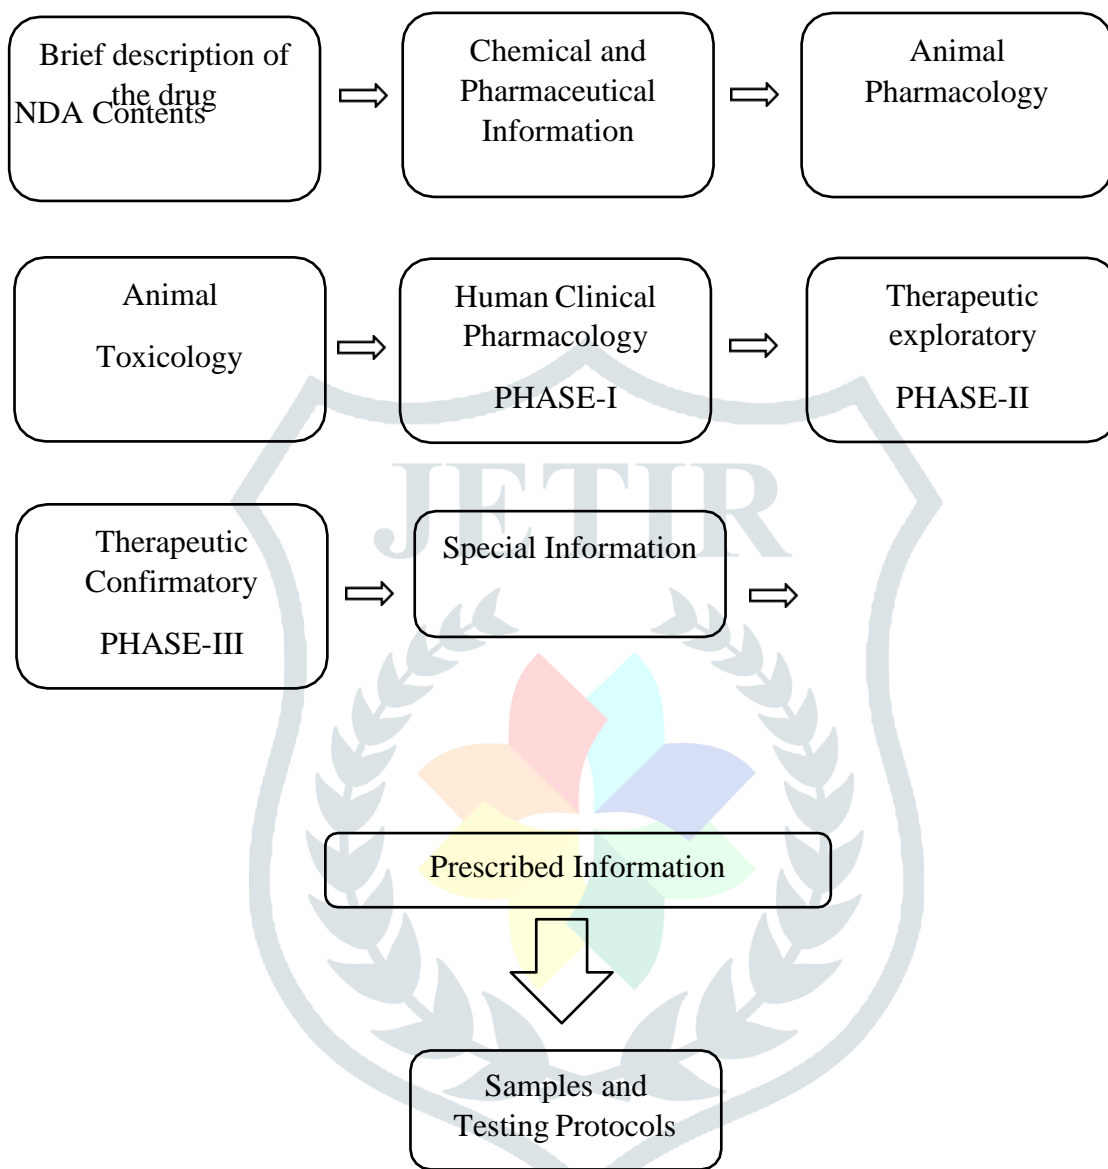 Brief description of
the drug
NDA Contents
Chemical and
Pharmaceutical
Information
Animal
Pharmacology
Animal
Toxicology
Human Clinical
Pharmacology
PHASE-I
Therapeutic
exploratory
PHASE-II
JETIR
Therapeutic
Confirmatory
PHASE-III
Special Information
Prescribed Information
Samples and
Testing Protocols